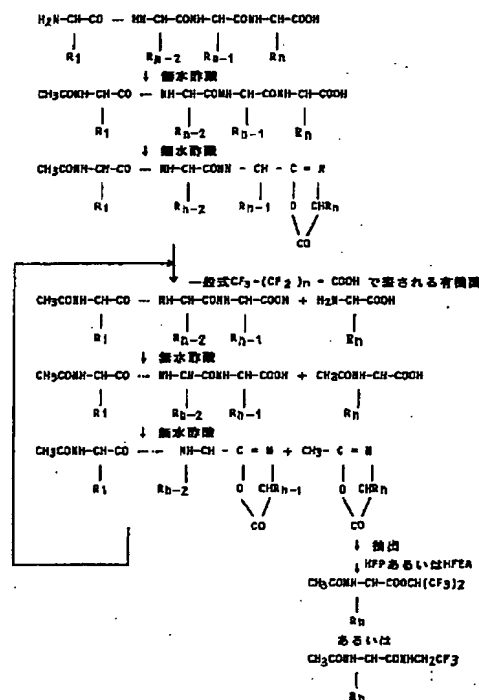 H₂N-CH-CO — HN-CH-CONH-CH-CONH-CH-COOH
R₁ Rₙ₋₂ Rₙ₋₁ Rₙ
↓ 無水酢酸
CH₃CONH-CH-CO — NH-CH-CONH-CH-CONH-CH-COOH
R₁ Rₙ₋₂ Rₙ₋₁ Rₙ
↓ 無水酢酸
CH₃CONH-CH-CO — NH-CH-CONH - CH - C = N
R₁ Rₙ₋₂ Rₙ₋₁ O CHRₙ
CO
一般式CF₃-(CF₂)n - COOH で表される有機酸
CH₃CONH-CH-CO — NH-CH-CONH-CH-COOH + H₂N-CH-COOH
R₁ Rₙ₋₂ Rₙ₋₁ Rₙ
↓ 無水酢酸
CH₃CONH-CH-CO ··· NH-CH-CONH-CH-COOH + CH₃CONH-CH-COOH
R₁ Rₙ₋₂ Rₙ₋₁ Rₙ
↓ 無水酢酸
CH₃CONH-CH-CO — NH-CH - C = N + CH₃- C = N
R₁ Rₙ₋₂ O CHRₙ₋₁ O CHRₙ
CO CO
↓ 抽出
↓ HFPあるいはHFEA
CH₃CONH-CH-COOCH(CF₃)₂
Rₙ
あるいは
CH₃CONH-CH-CONHCH₂CF₃
Rₙ